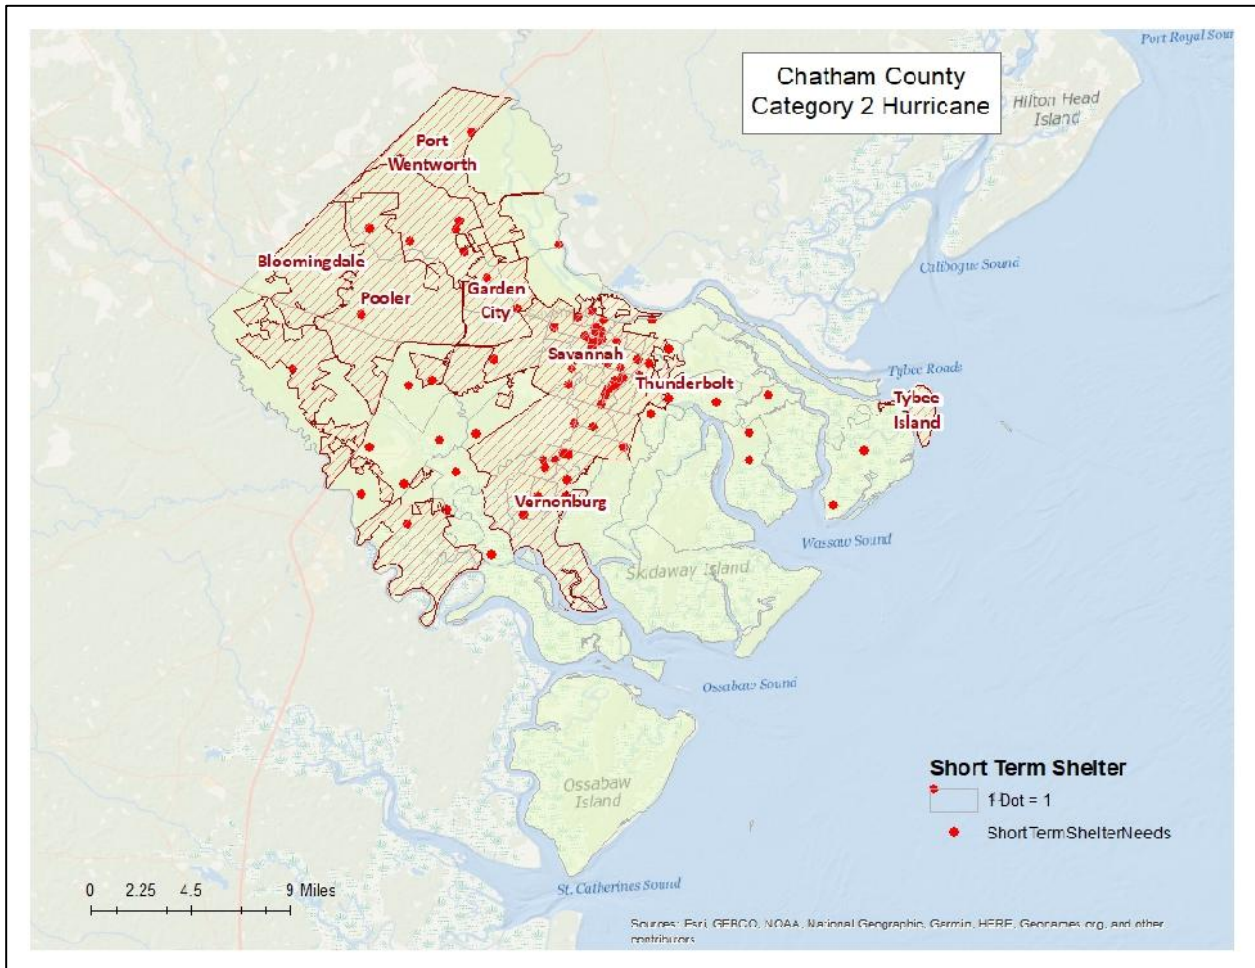 Port Royal Soun
Chatham County
Category 2 Hurricane
Hilton Head
Island
Port
Wentworth
Bloomingdale
Calibogue Sound
Pooler
Garden
City
Savannah
Tybee Roads
Thunderbolt
Tybee
Island
Vernonburg
Wassaw Sound
Skidaway Island
Ossabaw Sound
Short Term Shelter
1 Dot = 1
ShortTermShelterNeeds
Ossabaw
Island
0 2.25 4.5 9 Miles
St. Catherines Sound
Sources: Esri, GEBCO, NOAA, National Geographic, Garmin, HERE, Geonames.org, and other
contributors